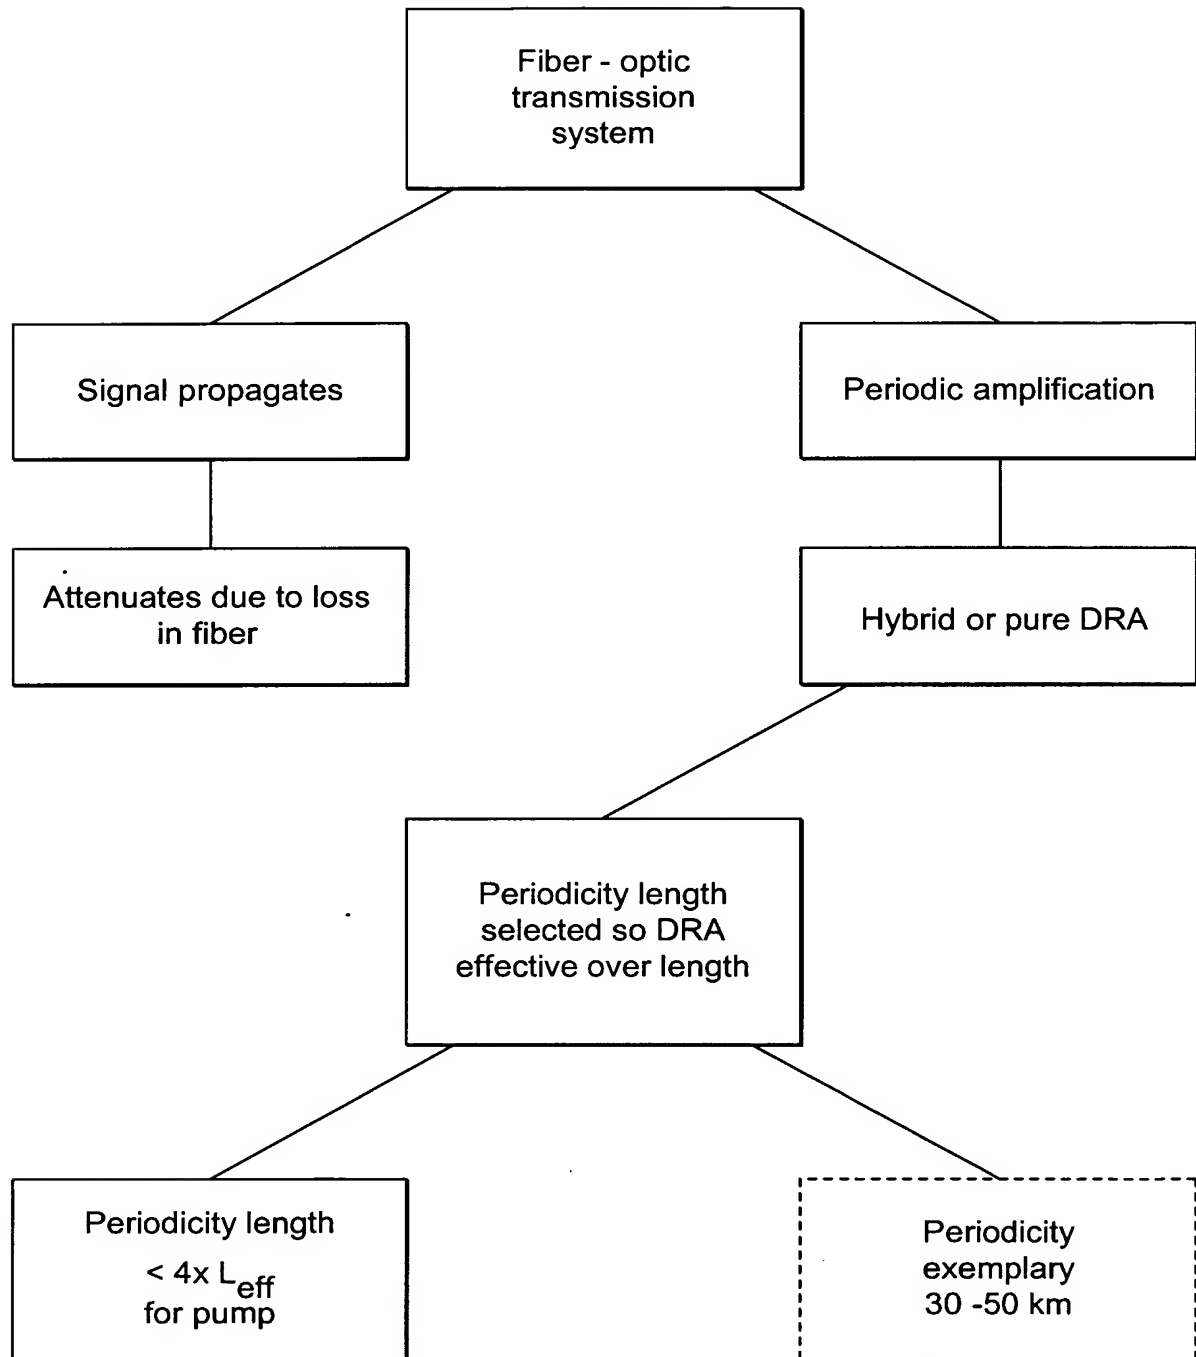 Fiber - optic
transmission
system
Signal propagates
Periodic amplification
Attenuates due to loss
in fiber
Hybrid or pure DRA
Periodicity length
selected so DRA
effective over length
Periodicity length
< 4x Leff
for pump
Periodicity
exemplary
30 -50 km